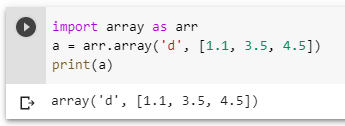 import array as arr
a = arr.array('d', [1.1, 3.5, 4.5])
print(a)
array('d', [1.1, 3.5, 4.5])